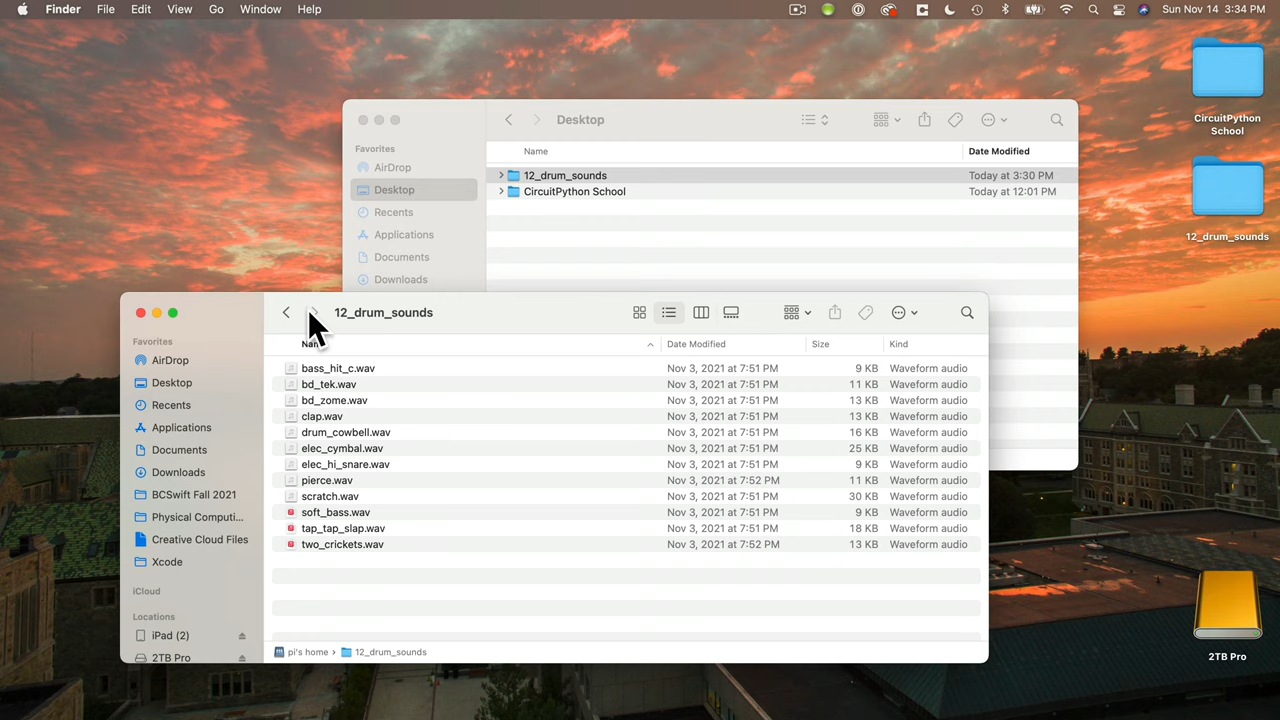 Finder File Edit View Go Window Help Sun Nov 14 3:34 PM
CircuitPython
School
12_drum_sounds
2TB Pro
Desktop
Favorites
AirDrop
Desktop
Recents
Applications
Documents
Downloads
Name Date Modified
12_drum_sounds Today at 3:30 PM
CircuitPython School Today at 12:01 PM
12_drum_sounds
Favorites
AirDrop
Desktop
Recents
Applications
Documents
Downloads
BCSwift Fall 2021
Physical Computi...
Creative Cloud Files
Xcode
iCloud
Locations
iPad (2)
2TB Pro
Date Modified Size Kind
bass_hit_c.wav Nov 3, 2021 at 7:51 PM 9 KB Waveform audio
bd_tek.wav Nov 3, 2021 at 7:51 PM 11 KB Waveform audio
bd_zome.wav Nov 3, 2021 at 7:51 PM 13 KB Waveform audio
clap.wav Nov 3, 2021 at 7:51 PM 13 KB Waveform audio
drum_cowbell.wav Nov 3, 2021 at 7:51 PM 16 KB Waveform audio
elec_cymbal.wav Nov 3, 2021 at 7:51 PM 25 KB Waveform audio
elec_hi_snare.wav Nov 3, 2021 at 7:51 PM 9 KB Waveform audio
pierce.wav Nov 3, 2021 at 7:52 PM 11 KB Waveform audio
scratch.wav Nov 3, 2021 at 7:51 PM 30 KB Waveform audio
soft_bass.wav Nov 3, 2021 at 7:51 PM 9 KB Waveform audio
tap_tap_slap.wav Nov 3, 2021 at 7:51 PM 18 KB Waveform audio
two_crickets.wav Nov 3, 2021 at 7:52 PM 13 KB Waveform audio
pi's home › 12_drum_sounds